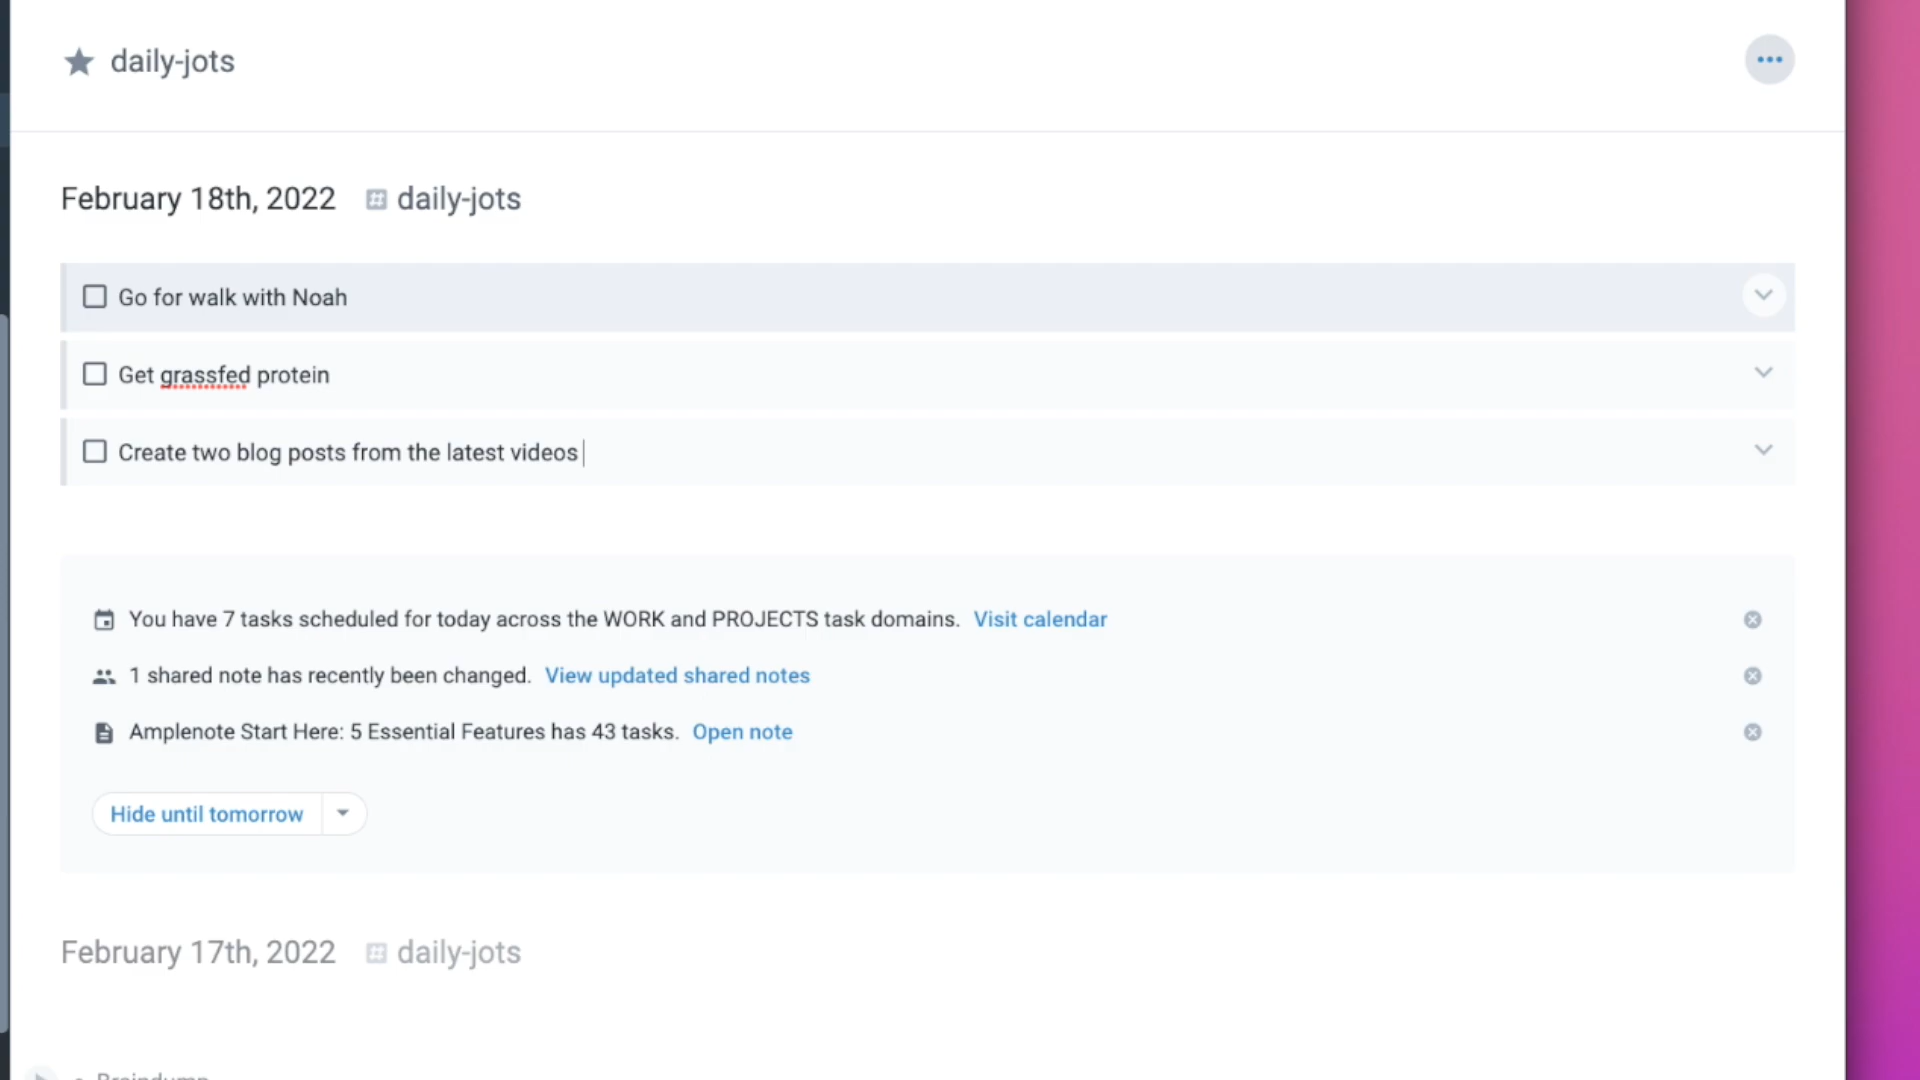 daily-jots
February 18th, 2022 daily-jots
Go for walk with Noah
Get grassfed protein
Create two blog posts from the latest videos
You have 7 tasks scheduled for today across the WORK and PROJECTS task domains. Visit calendar
1 shared note has recently been changed. View updated shared notes
Amplenote Start Here: 5 Essential Features has 43 tasks. Open note
Hide until tomorrow
February 17th, 2022 daily-jots
Braindump